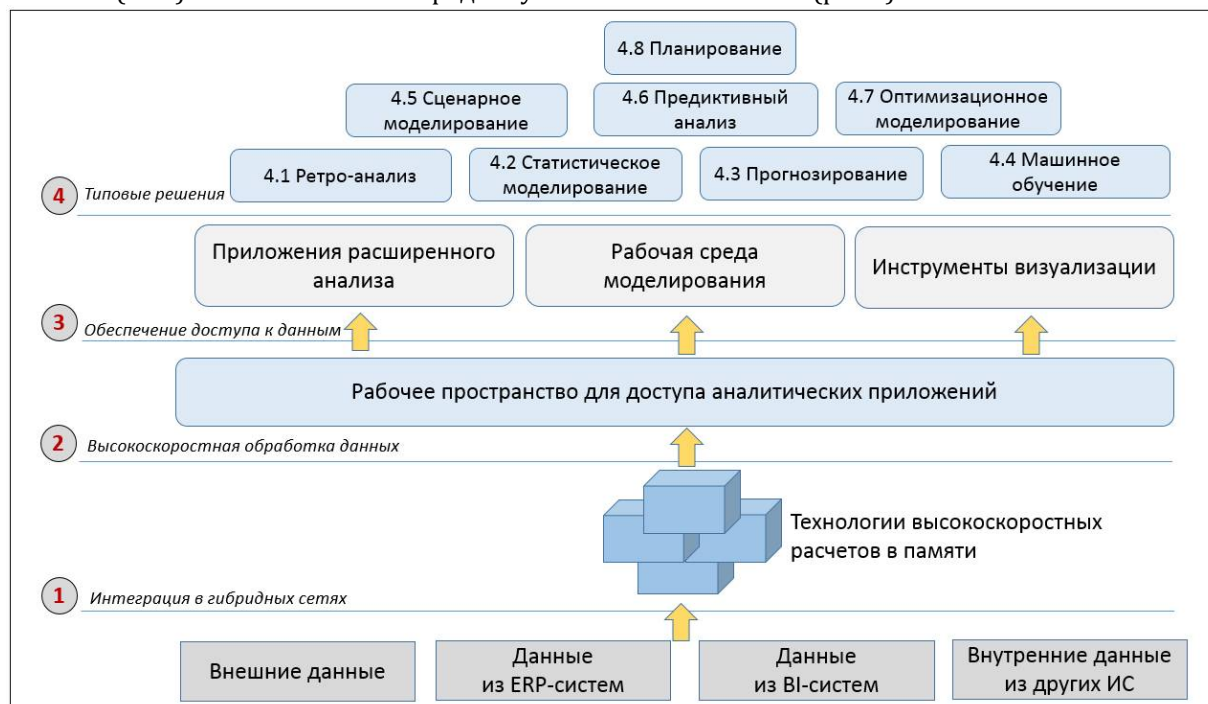 4.8 Планирование
4.5 Сценарное
моделирование
4.6 Предиктивный
анализ
4.7 Оптимизационное
моделирование
4.1 Ретро-анализ
4.2 Статистическое
моделирование
4.3 Прогнозирование
4.4 Машинное
обучение
4 Типовые решения
Приложения расширенного
анализа
Рабочая среда
моделирования
Инструменты визуализации
3 Обеспечение доступа к данным
Рабочее пространство для доступа аналитических приложений
2 Высокоскоростная обработка данных
Технологии высокоскоростных
расчетов в памяти
1 Интеграция в гибридных сетях
Внешние данные
Данные
из ERP-систем
Данные
из BI-систем
Внутренние данные
из других ИС